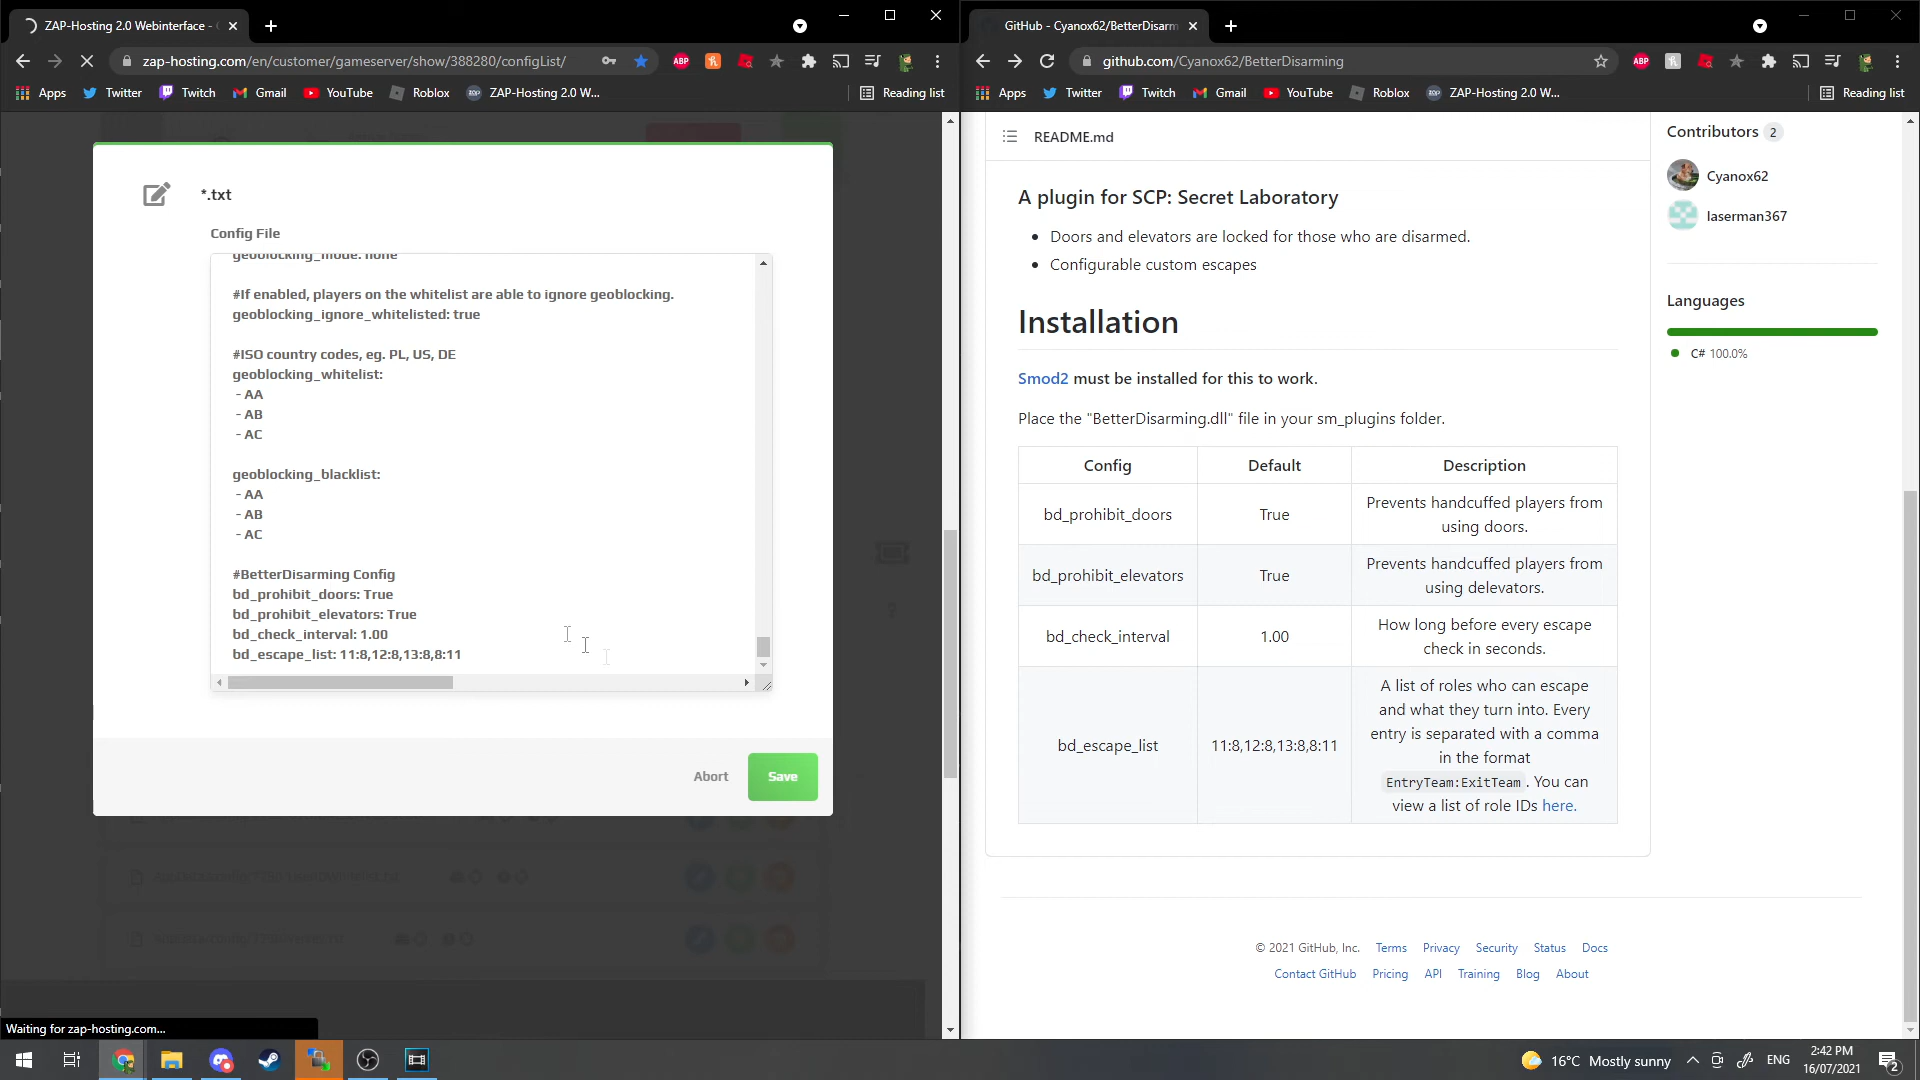 ZAP-Hosting 2.0 Webinterface -
zap-hosting.com/en/customer/gameserver/show/388280/configList/
Apps Twitter Twitch Gmail YouTube Roblox ZAP-Hosting 2.0 W... Reading list
*.txt
Config File
geoblocking_mode: none
#If enabled, players on the whitelist are able to ignore geoblocking.
geoblocking_ignore_whitelisted: true
#ISO country codes, eg. PL, US, DE
geoblocking_whitelist:
- AA
- AB
- AC
geoblocking_blacklist:
- AA
- AB
- AC
#BetterDisarming Config
bd_prohibit_doors: True
bd_prohibit_elevators: True
bd_check_interval: 1.00
bd_escape_list: 11:8,12:8,13:8,8:11
Abort Save
Waiting for zap-hosting.com...
GitHub - Cyanox62/BetterDisarm
github.com/Cyanox62/BetterDisarming
Apps Twitter Twitch Gmail YouTube Roblox ZAP-Hosting 2.0 W... Reading list
README.md
A plugin for SCP: Secret Laboratory
• Doors and elevators are locked for those who are disarmed.
• Configurable custom escapes
Installation
Smod2 must be installed for this to work.
Place the "BetterDisarming.dll" file in your sm_plugins folder.
Config Default Description
bd_prohibit_doors True Prevents handcuffed players from
using doors.
bd_prohibit_elevators True Prevents handcuffed players from
using delevators.
bd_check_interval 1.00 How long before every escape
check in seconds.
bd_escape_list 11:8,12:8,13:8,8:11 A list of roles who can escape
and what they turn into. Every
entry is separated with a comma
in the format
EntryTeam:ExitTeam. You can
view a list of role IDs here.
Contributors 2
Cyanox62
laserman367
Languages
C# 100.0%
© 2021 GitHub, Inc. Terms Privacy Security Status Docs
Contact GitHub Pricing API Training Blog About
16°C Mostly sunny ENG 2:42 PM
16/07/2021
2